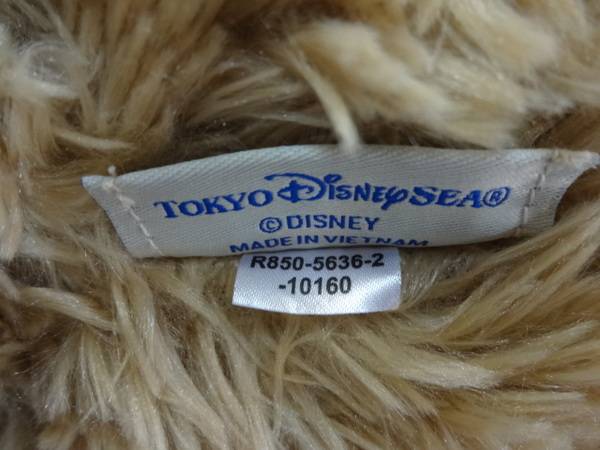 TOKYO DISNEYSEA®
© DISNEY
MADE IN VIETNAM
R850-5636-2
-10160